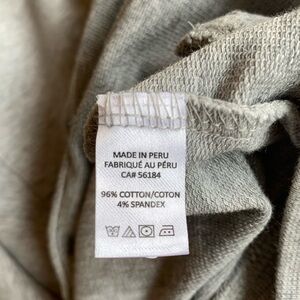 MADE IN PERU
FABRIQUÉ AU PÉRU
CA# 56184
96% COTTON/COTON
4% SPANDEX